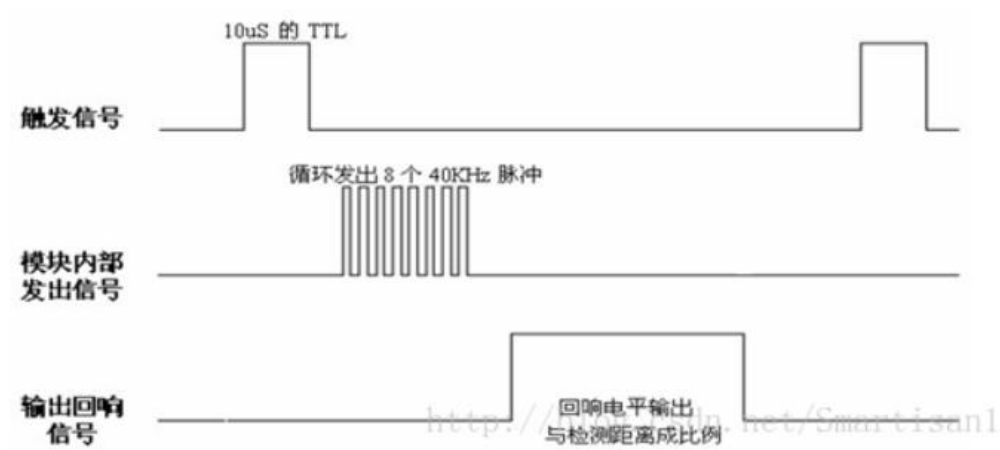 10uS 的 TTL
触发信号
循环发出 8 个 40KHz 脉冲
模块内部
发出信号
输出回响
信号
回响电平输出
与检测距离成比例